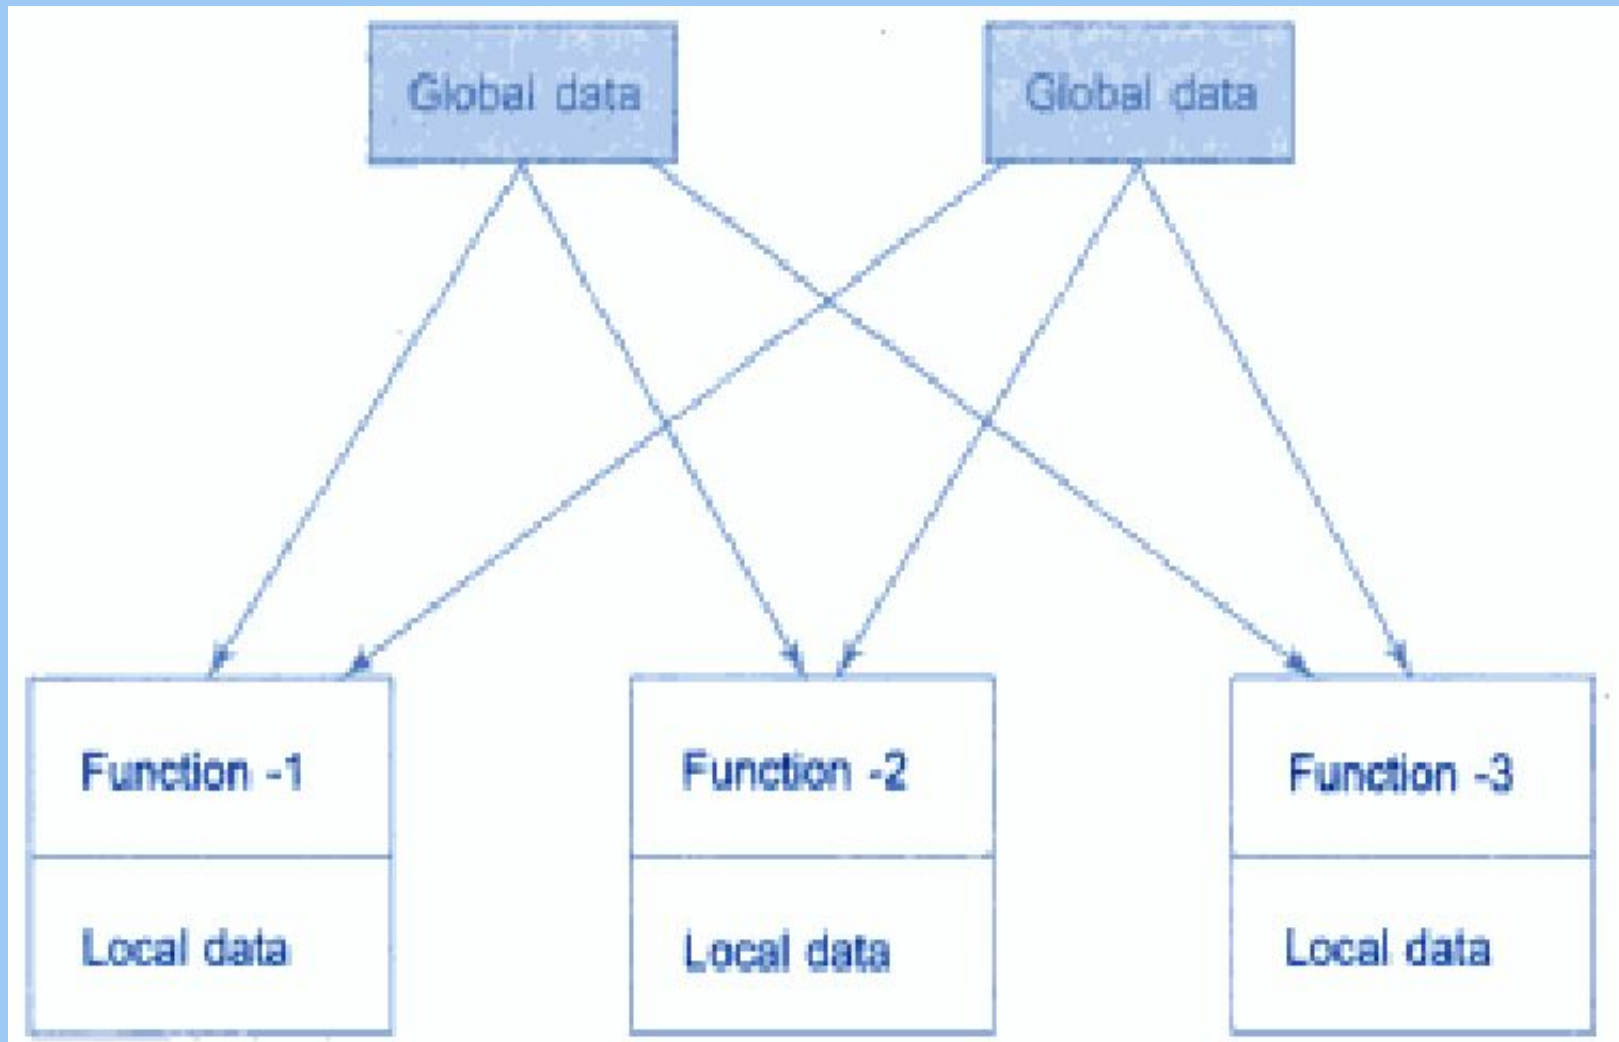 Global data
Global data
Function -1
Function -2
Function -3
Local data
Local data
Local data